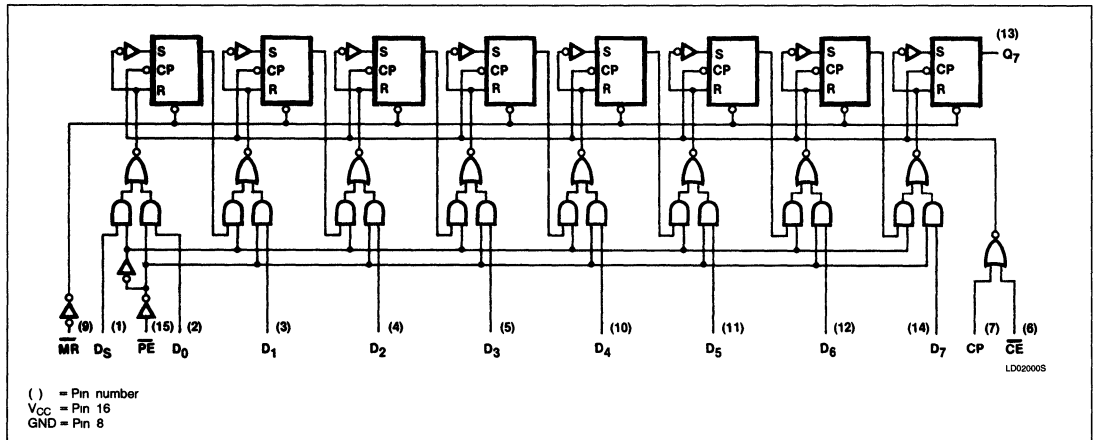 (13)
S S S S S S S S Q7
CP CP CP CP CP CP CP CP
R R R R R R R R
(9) (1) (15) (2) (3) (4) (5) (10) (11) (12) (14) (7) (6)
MR DS PE D0 D1 D2 D3 D4 D5 D6 D7 CP CE
LD02000S
( ) = Pin number
VCC = Pin 16
GND = Pin 8